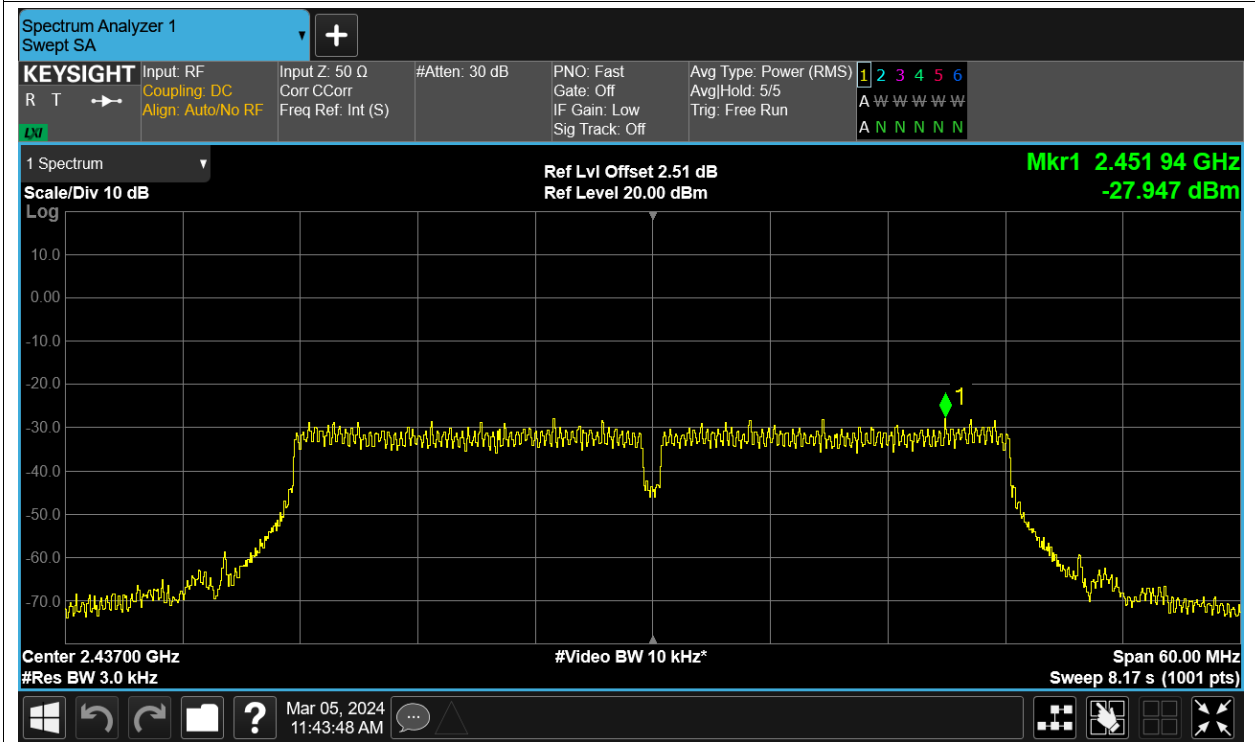 Spectrum Analyzer 1
Swept SA
+
KEYSIGHT
R T
LXI
Input: RF
Coupling: DC
Align: Auto/No RF
Input Z: 50 Ω
Corr CCorr
Freq Ref: Int (S)
#Atten: 30 dB
PNO: Fast
Gate: Off
IF Gain: Low
Sig Track: Off
Avg Type: Power (RMS)
Avg|Hold: 5/5
Trig: Free Run
1 2 3 4 5 6
A W W W W W
A N N N N N
1 Spectrum
Scale/Div 10 dB
Log
Ref Lvl Offset 2.51 dB
Ref Level 20.00 dBm
Mkr1 2.451 94 GHz
-27.947 dBm
10.0
0.00
-10.0
-20.0
-30.0
-40.0
-50.0
-60.0
-70.0
1
Center 2.43700 GHz
#Res BW 3.0 kHz
#Video BW 10 kHz*
Span 60.00 MHz
Sweep 8.17 s (1001 pts)
?
Mar 05, 2024
11:43:48 AM